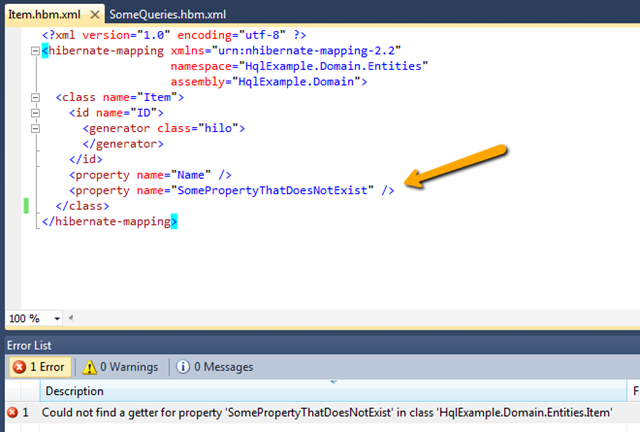 Item.hbm.xml SomeQueries.hbm.xml
<?xml version="1.0" encoding="utf-8" ?>
<hibernate-mapping xmlns="urn:nhibernate-mapping-2.2"
namespace="HqlExample.Domain.Entities"
assembly="HqlExample.Domain">
<class name="Item">
<id name="ID">
<generator class="hilo">
</generator>
</id>
<property name="Name" />
<property name="SomePropertyThatDoesNotExist" />
</class>
</hibernate-mapping>
100 %
Error List
1 Error 0 Warnings 0 Messages
Description F
1 Could not find a getter for property 'SomePropertyThatDoesNotExist' in class 'HqlExample.Domain.Entities.Item'